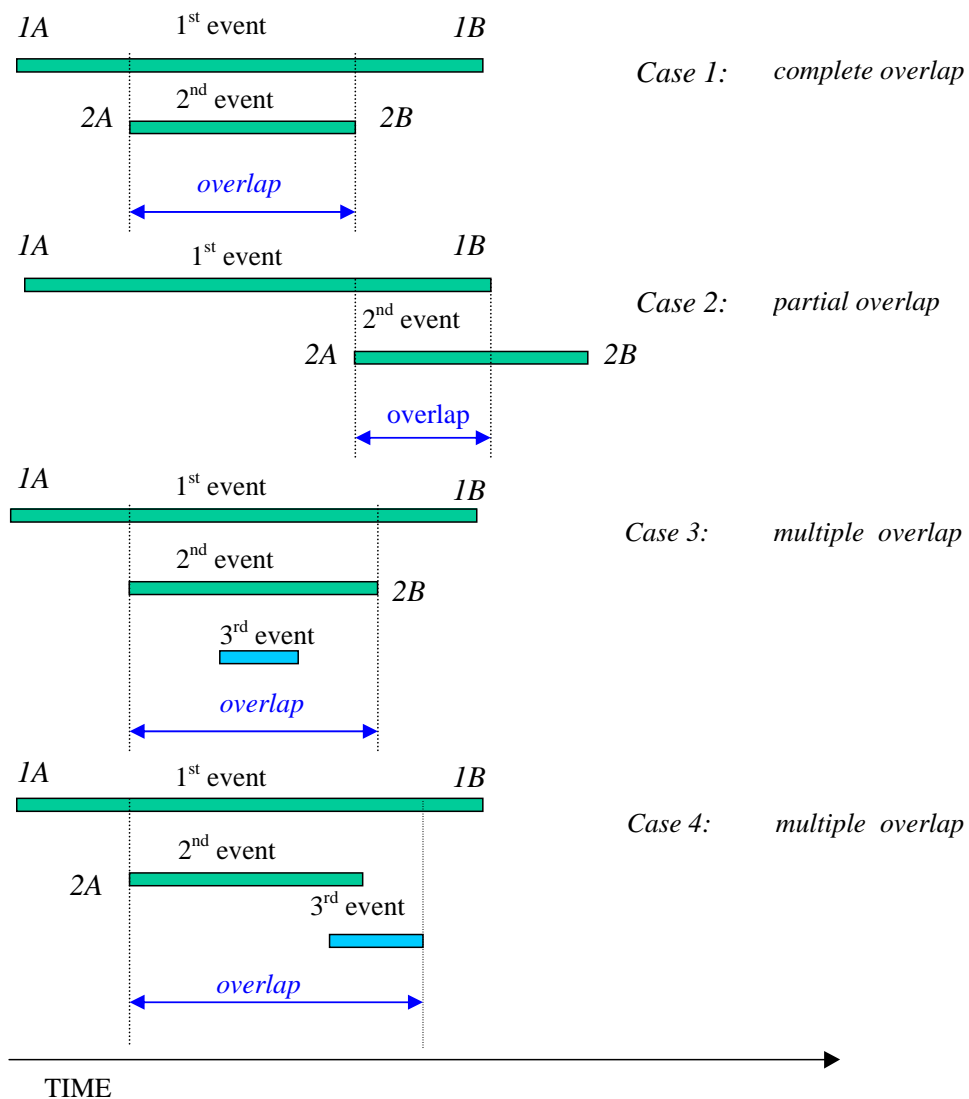 1A 1st event 1B
Case 1: complete overlap
2nd event
2A 2B
overlap
1A 1st event 1B
Case 2: partial overlap
2nd event
2A 2B
overlap
1A 1st event 1B
Case 3: multiple overlap
2nd event
2B
3rd event
overlap
1A 1st event 1B
Case 4: multiple overlap
2nd event
2A
3rd event
overlap
TIME